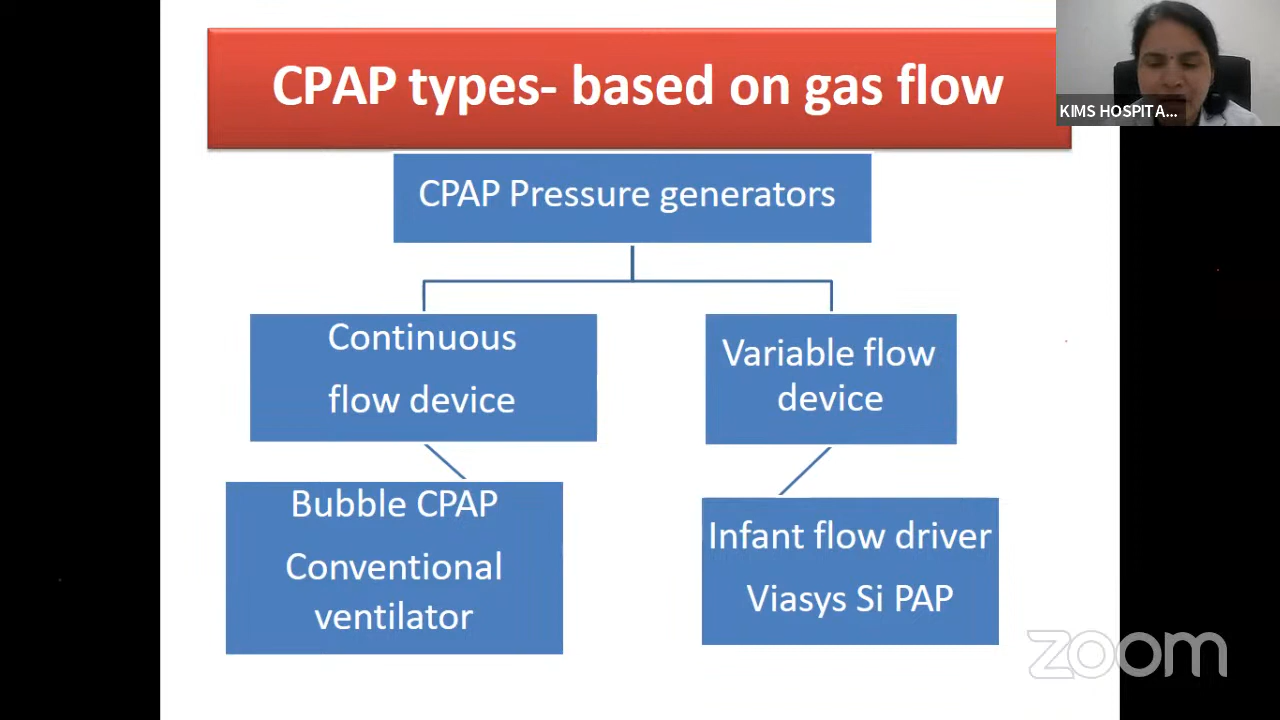 CPAP types- based on gas flow
KIMS HOSPITA...
CPAP Pressure generators
Continuous
flow device
Variable flow
device
Bubble CPAP
Conventional
ventilator
Infant flow driver
Viasys Si PAP
zoom